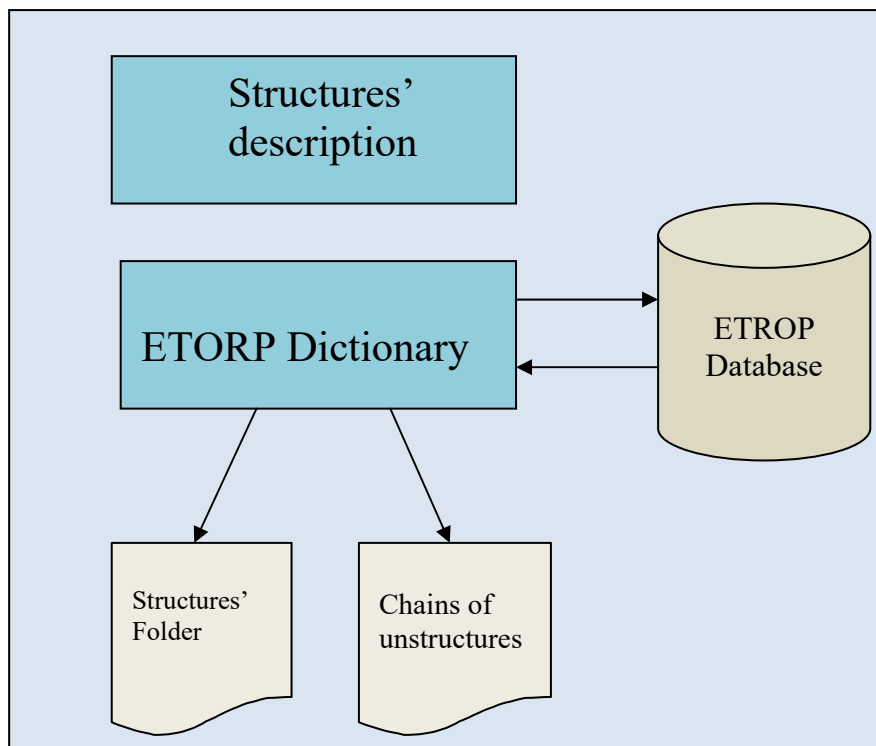 Structures’
description
ETORP Dictionary
ETROP
Database
Structures’
Folder
Chains of
unstructures